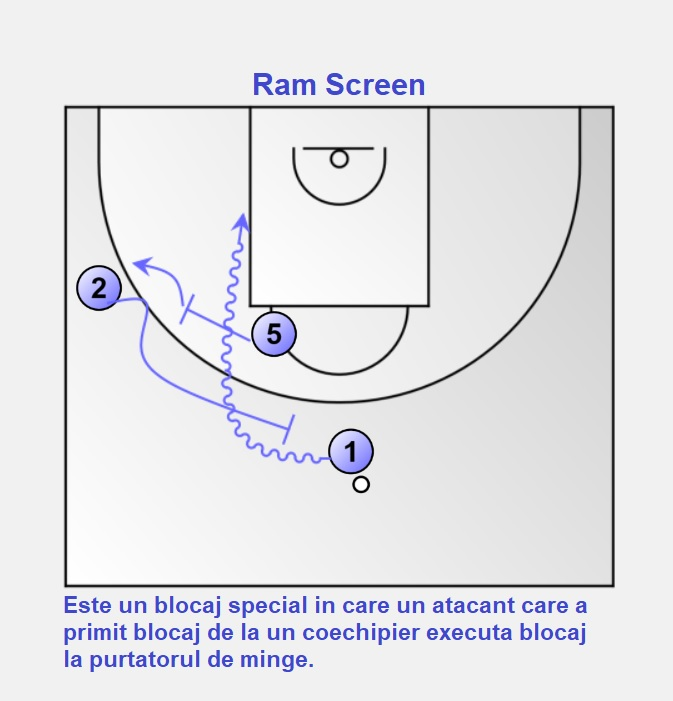 Ram Screen
2
5
1
Este un blocaj special in care un atacant care a
primit blocaj de la un coechipier executa blocaj
la purtatorul de minge.